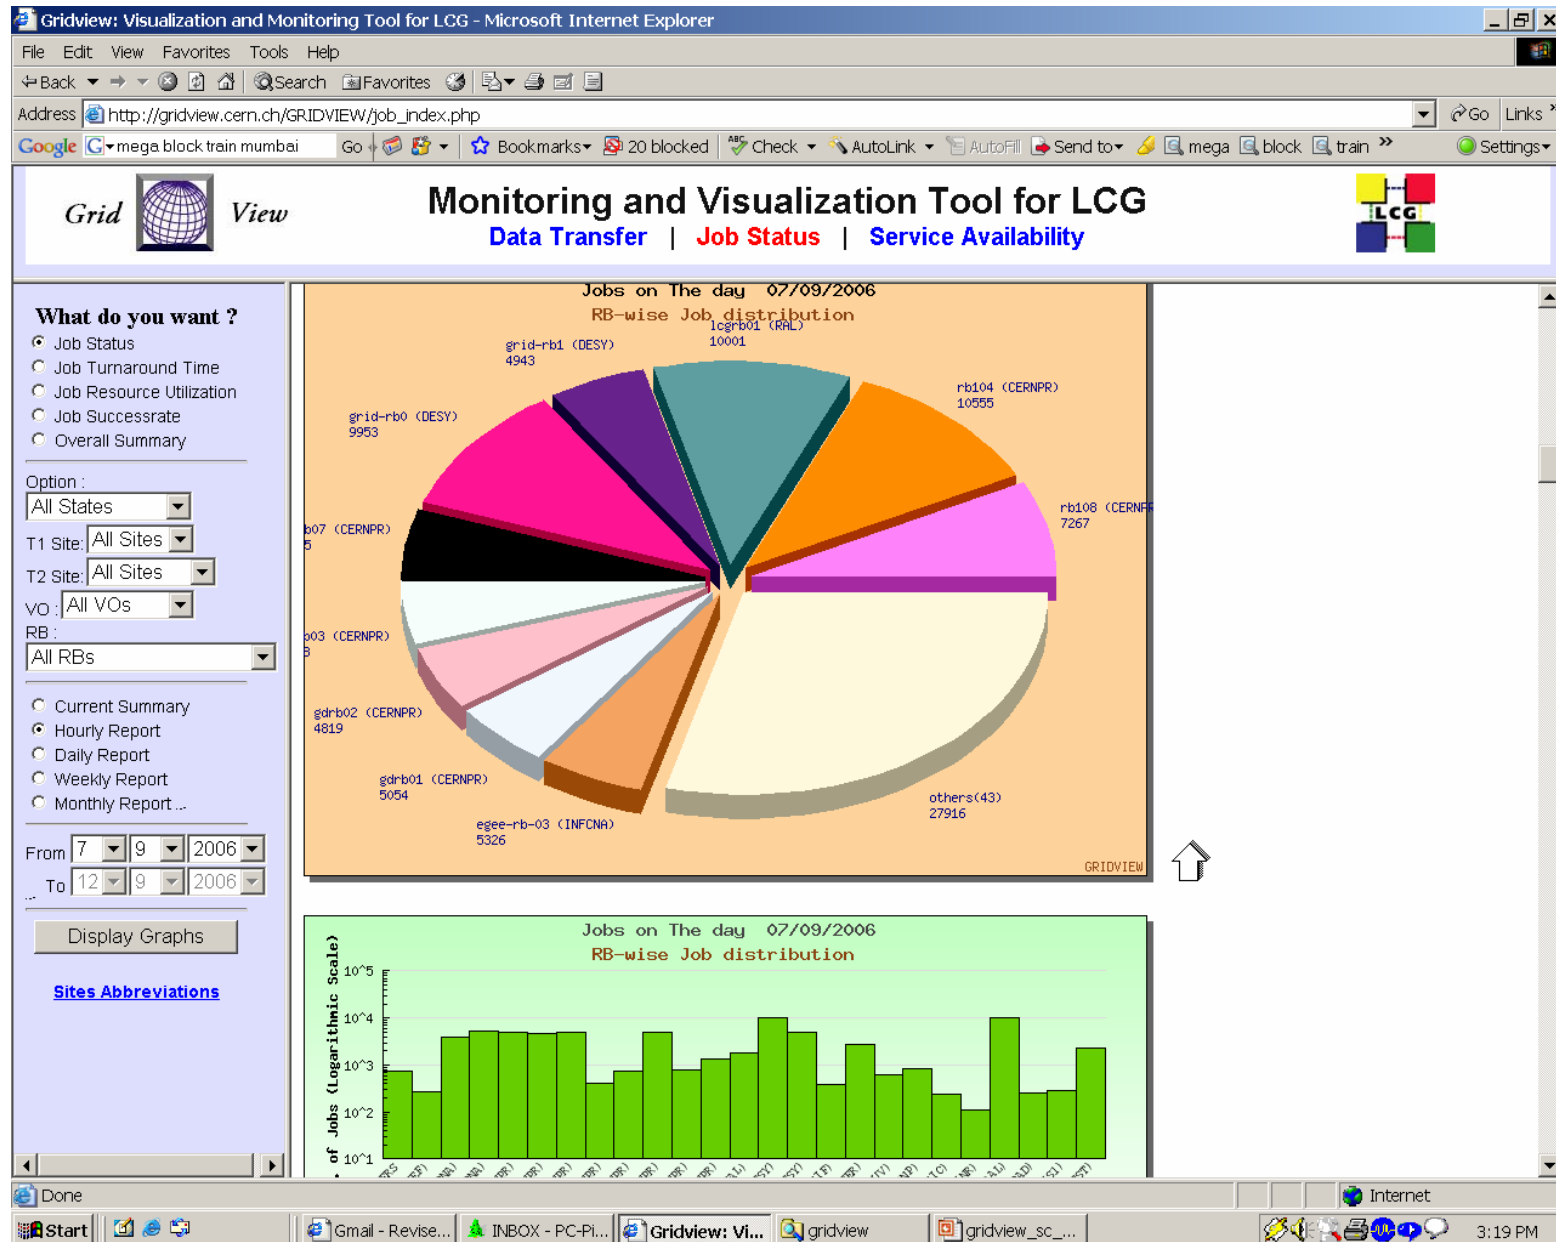 Gridview: Visualization and Monitoring Tool for LCG - Microsoft Internet Explorer
File Edit View Favorites Tools Help
Back Search Favorites
Address http://gridview.cern.ch/GRIDVIEW/job_index.php Go Links
Google mega block train mumbai Go Bookmarks 20 blocked ABC Check AutoLink AutoFill Send to mega block train Settings
Grid View
Monitoring and Visualization Tool for LCG
Data Transfer | Job Status | Service Availability
LCG
What do you want ?
Job Status
Job Turnaround Time
Job Resource Utilization
Job Successrate
Overall Summary
Option :
All States
T1 Site: All Sites
T2 Site: All Sites
VO : All VOs
RB :
All RBs
Current Summary
Hourly Report
Daily Report
Weekly Report
Monthly Report ...
From 7 9 2006
To 12 9 2006
Display Graphs
Sites Abbreviations
Jobs on The day 07/09/2006
RB-wise Job distribution
lcgrb01 (RAL)
10001
grid-rb1 (DESY)
4943
rb104 (CERNPR)
10555
grid-rb0 (DESY)
9953
rb108 (CERNPR
7267
b07 (CERNPR)
5
b03 (CERNPR)
gdrb02 (CERNPR)
4819
gdrb01 (CERNPR)
5054
egee-rb-03 (INFCNA)
5326
others(43)
27916
GRIDVIEW
Jobs on The day 07/09/2006
RB-wise Job distribution
. of Jobs (Logarithmic Scale)
10^5
10^4
10^3
10^2
10^1
Done Internet
Start Gmail - Revise... INBOX - PC-Pi... Gridview: Vi... gridview gridview_sc_... 3:19 PM